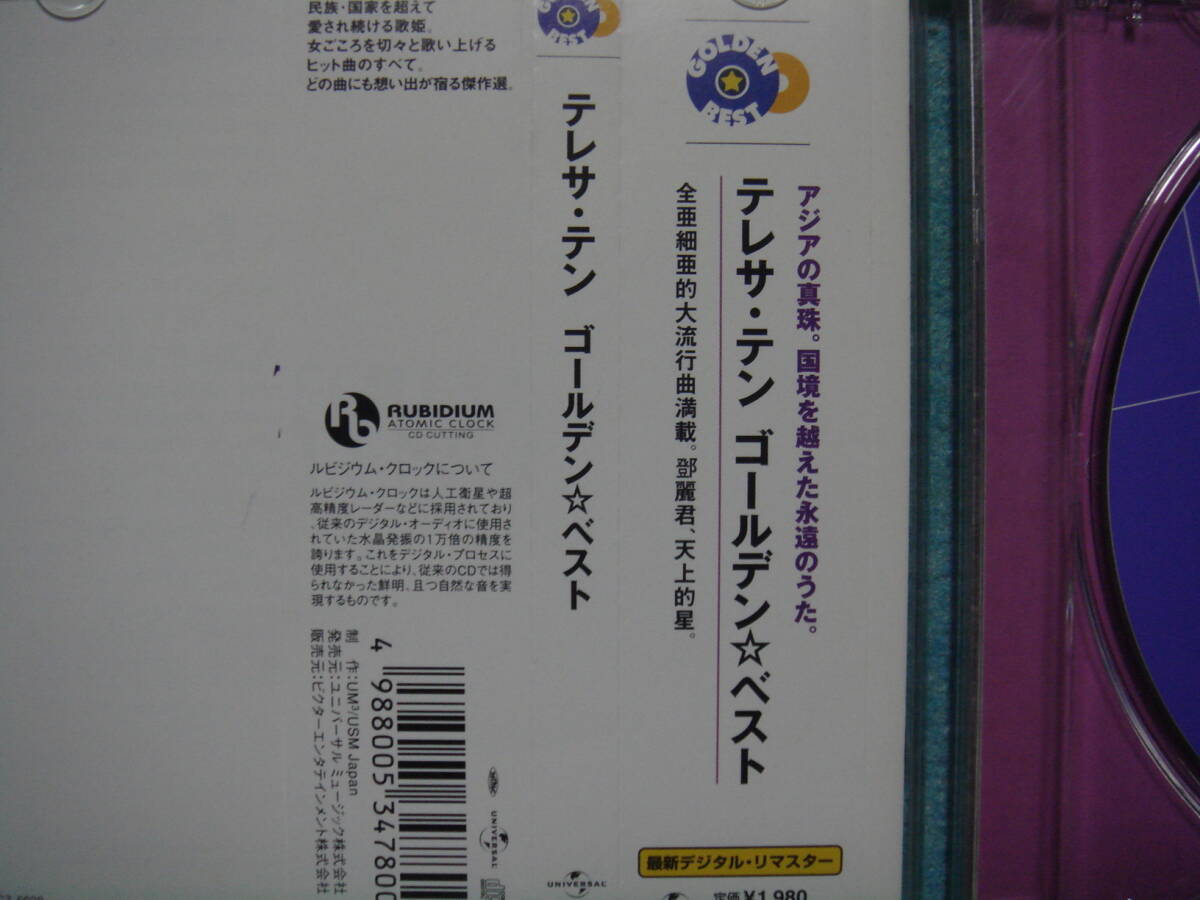 民族・国家を超えて
愛され続ける歌姫。
女ごころを切々と歌い上げる
ヒット曲のすべて。
どの曲にも想い出が宿る傑作選。
Rb
RUBIDIUM
ATOMIC CLOCK
CD CUTTING
ルビジウム・クロックについて
ルビジウム・クロックは人工衛星や超
高精度レーダーなどに採用されており
、従来のデジタル・オーディオに使用さ
れていた水晶発振の1万倍の精度を
誇ります。これをデジタル・プロセスに
使用することにより、従来のCDでは得
られなかった鮮明、且つ自然な音を実
現するものです。
制 作:UM³/USM Japan
発売元:ユニバーサル ミュージック株式会社
販売元:ビクターエンタテインメント株式会社
4 988005 347800
UNIVERSAL
BEST
テレサ・テン ゴールデン☆ベスト
UNIVERSAL
GOLDEN
BEST
アジアの真珠。国境を越えた永遠のうた。
テレサ・テン ゴールデン☆ベスト
全亜細亜的大流行曲満載。鄧麗君、天上的星。
最新デジタル・リマスター
定価 ¥1,980